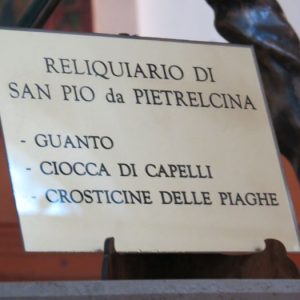 RELIQUIARIO DI
SAN PIO da PIETRELCINA
- GUANTO
- CIOCCA DI CAPELLI
- CROSTICINE DELLE PIAGHE